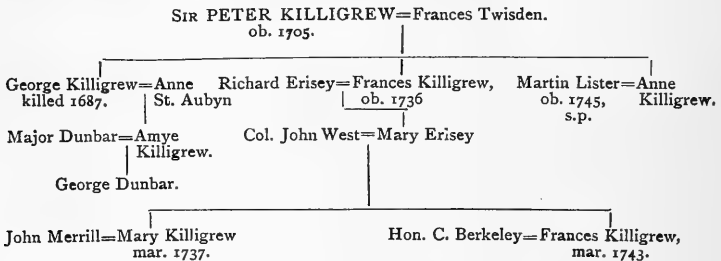 SIR PETER KILLIGREW=Frances Twisden.
ob. 1705.
George Killigrew=Anne Richard Erisey=Frances Killigrew, Martin Lister=Anne
killed 1687. St. Aubyn ob. 1736 ob. 1745, Killigrew.
s.p.
Major Dunbar=Amye Col. John West=Mary Erisey
Killigrew.
George Dunbar.
John Merrill=Mary Killigrew Hon. C. Berkeley=Frances Killigrew,
mar. 1737. mar. 1743.